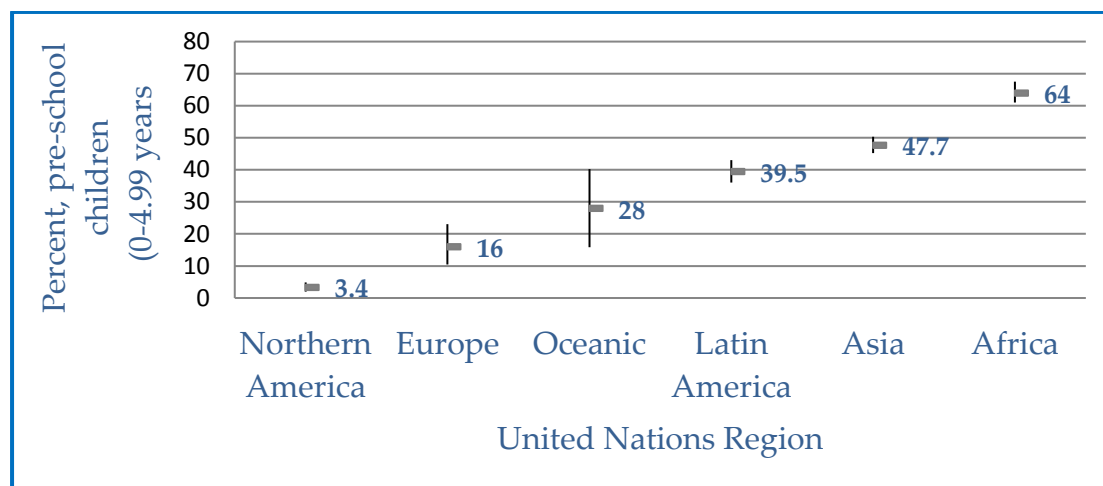 Percent, pre-school
children
(0-4.99 years
80
70
60
50
40
30
20
10
0
3.4
16
28
39.5
47.7
64
Northern
America
Europe
Oceanic
Latin
America
Asia
Africa
United Nations Region